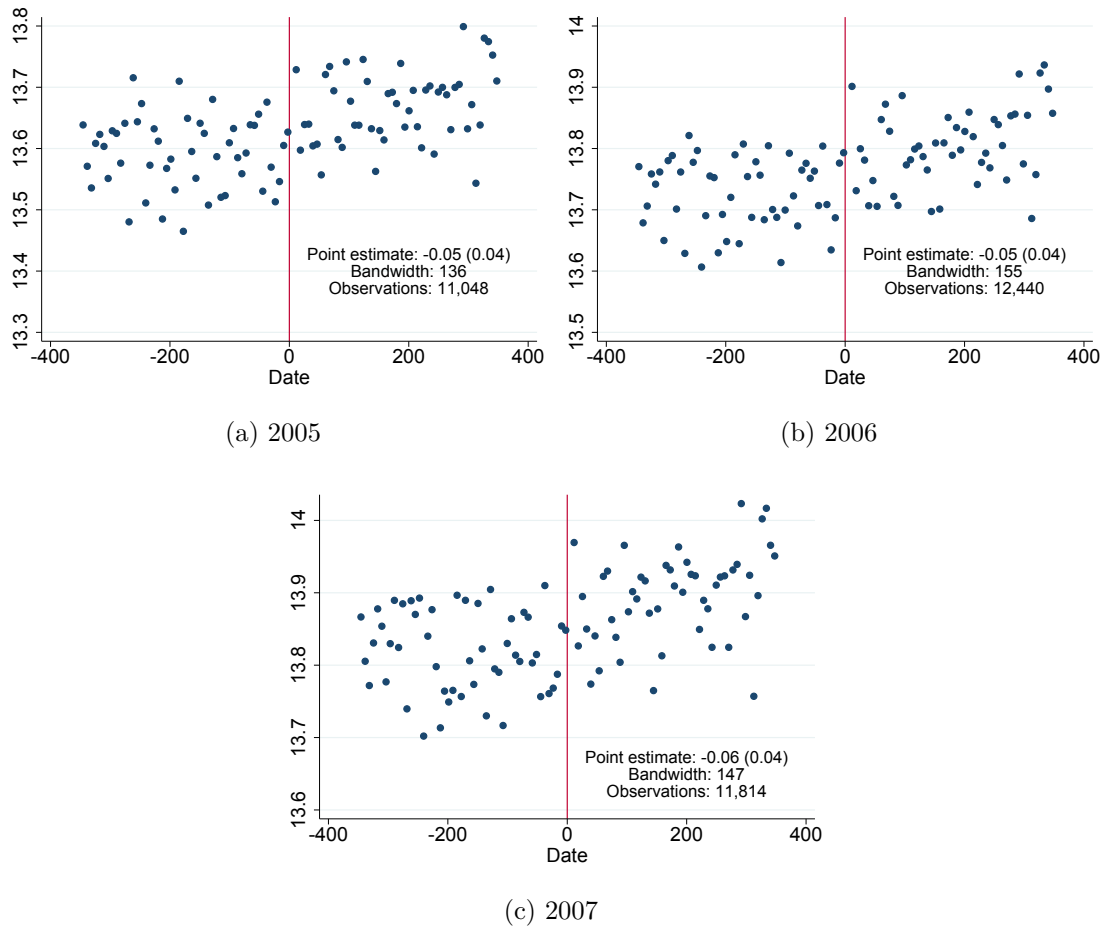 13.8
13.7
13.6
13.5
13.4
13.3
Point estimate: -0.05 (0.04)
Bandwidth: 136
Observations: 11,048
-400 -200 0 200 400
Date
(a) 2005
14
13.9
13.8
13.7
13.6
13.5
Point estimate: -0.05 (0.04)
Bandwidth: 155
Observations: 12,440
-400 -200 0 200 400
Date
(b) 2006
14
13.9
13.8
13.7
13.6
Point estimate: -0.06 (0.04)
Bandwidth: 147
Observations: 11,814
-400 -200 0 200 400
Date
(c) 2007